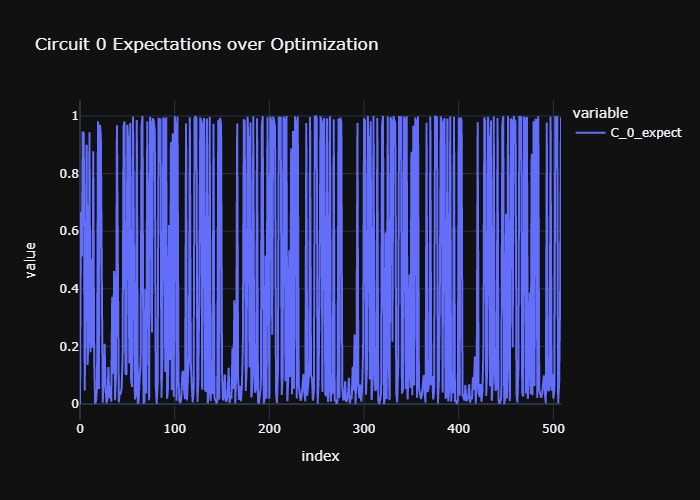 Circuit 0 Expectations over Optimization
variable
C_0_expect
value
1
0.8
0.6
0.4
0.2
0
0
100
200
300
400
500
index